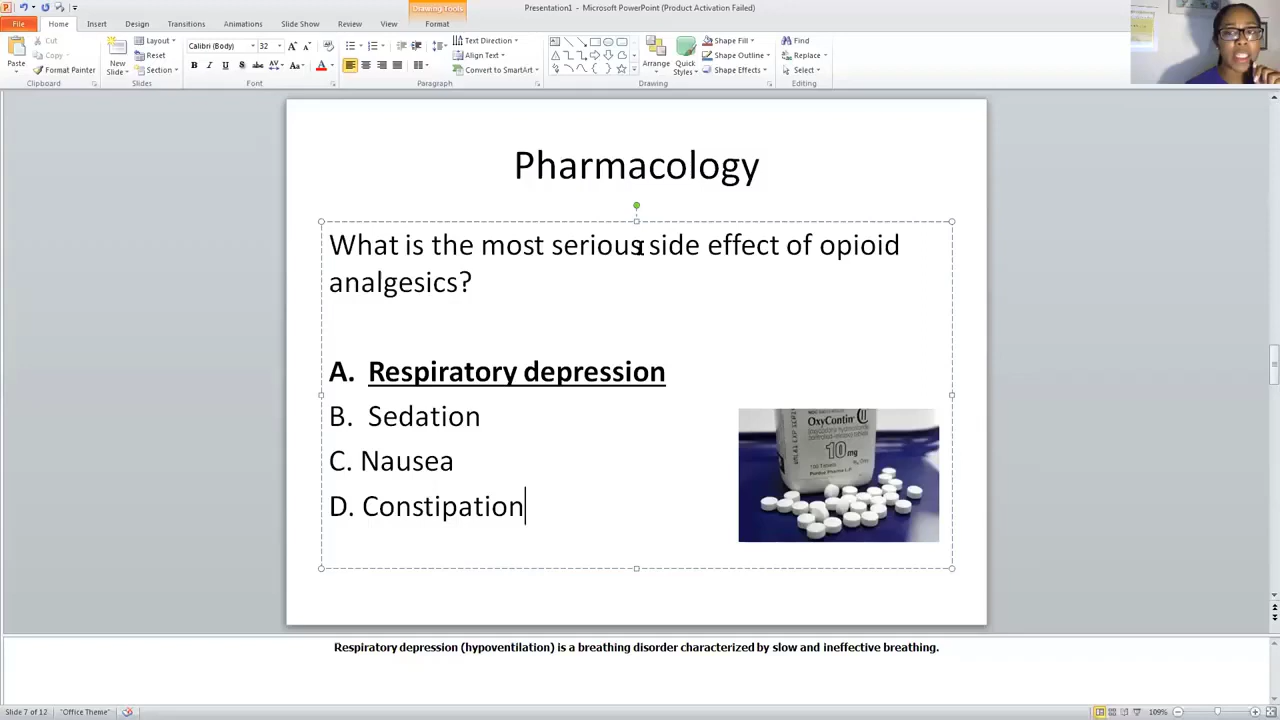 Presentation1 - Microsoft PowerPoint (Product Activation Failed)
Drawing Tools
File Home Insert Design Transitions Animations Slide Show Review View Format
Cut
Copy
Format Painter
Paste
Clipboard
New Slide
Layout
Reset
Section
Slides
Calibri (Body) 32
B I U S abc AV Aa A
Font
Text Direction
Align Text
Convert to SmartArt
Paragraph
Arrange
Quick Styles
Shape Fill
Shape Outline
Shape Effects
Drawing
Find
Replace
Select
Editing
Pharmacology
What is the most serious side effect of opioid
analgesics?
A. Respiratory depression
B. Sedation
C. Nausea
D. Constipation
OxyContin
10 mg
Respiratory depression (hypoventilation) is a breathing disorder characterized by slow and ineffective breathing.
Slide 7 of 12 "Office Theme" 109%